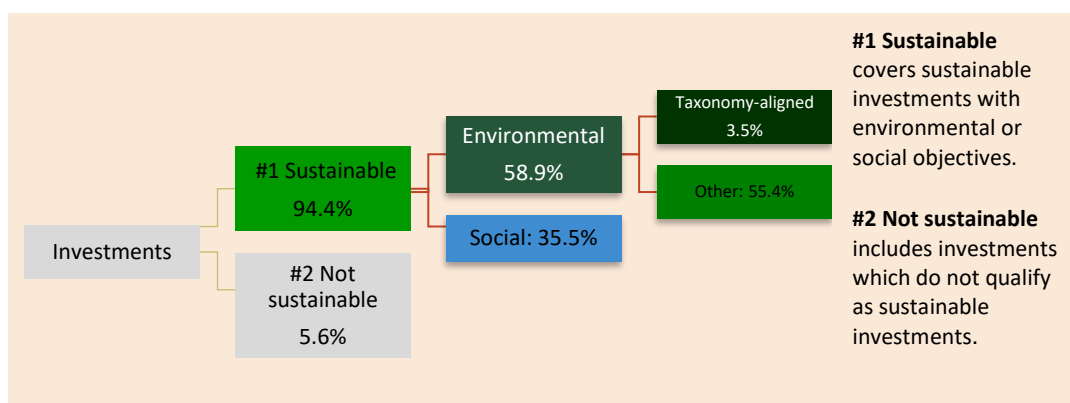 Investments
#1 Sustainable
94.4%
#2 Not
sustainable
5.6%
Environmental
58.9%
Social: 35.5%
Taxonomy-aligned
3.5%
Other: 55.4%
#1 Sustainable
covers sustainable
investments with
environmental or
social objectives.
#2 Not sustainable
includes investments
which do not qualify
as sustainable
investments.